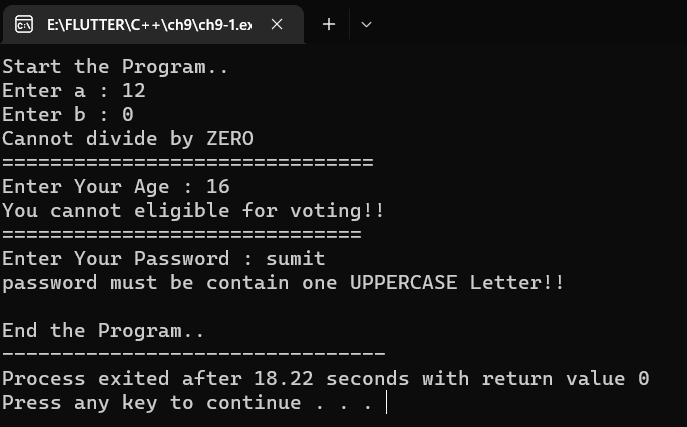 E:\FLUTTER\C++\ch9\ch9-1.ex
Start the Program..
Enter a : 12
Enter b : 0
Cannot divide by ZERO
===============================
Enter Your Age : 16
You cannot eligible for voting!!
==============================
Enter Your Password : sumit
password must be contain one UPPERCASE Letter!!
End the Program..
--------------------------------
Process exited after 18.22 seconds with return value 0
Press any key to continue . . .